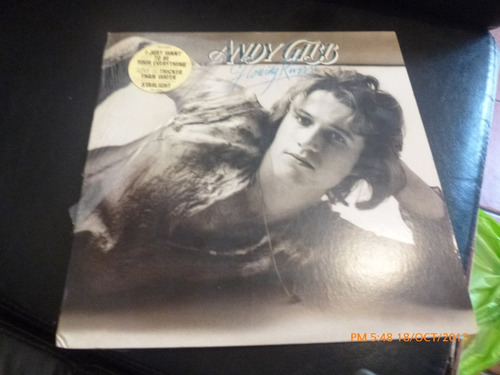 ANDY GIBB
Flowing Rivers
I JUST WANT
TO BE
YOUR EVERYTHING
THICKER
THAN WATER
STARLIGHT
PM 5:48 18/OCT/201